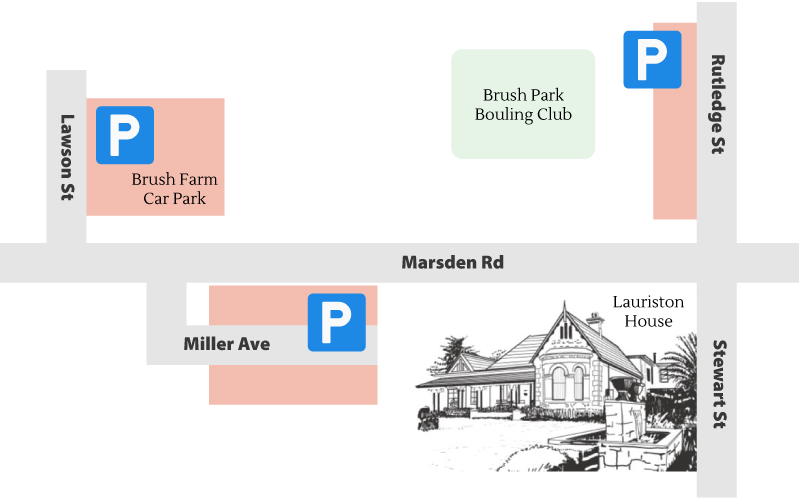 P
Rutledge St
Brush Park
Bouling Club
P
Lawson St
Brush Farm
Car Park
Marsden Rd
P
Lauriston
House
Miller Ave
Stewart St